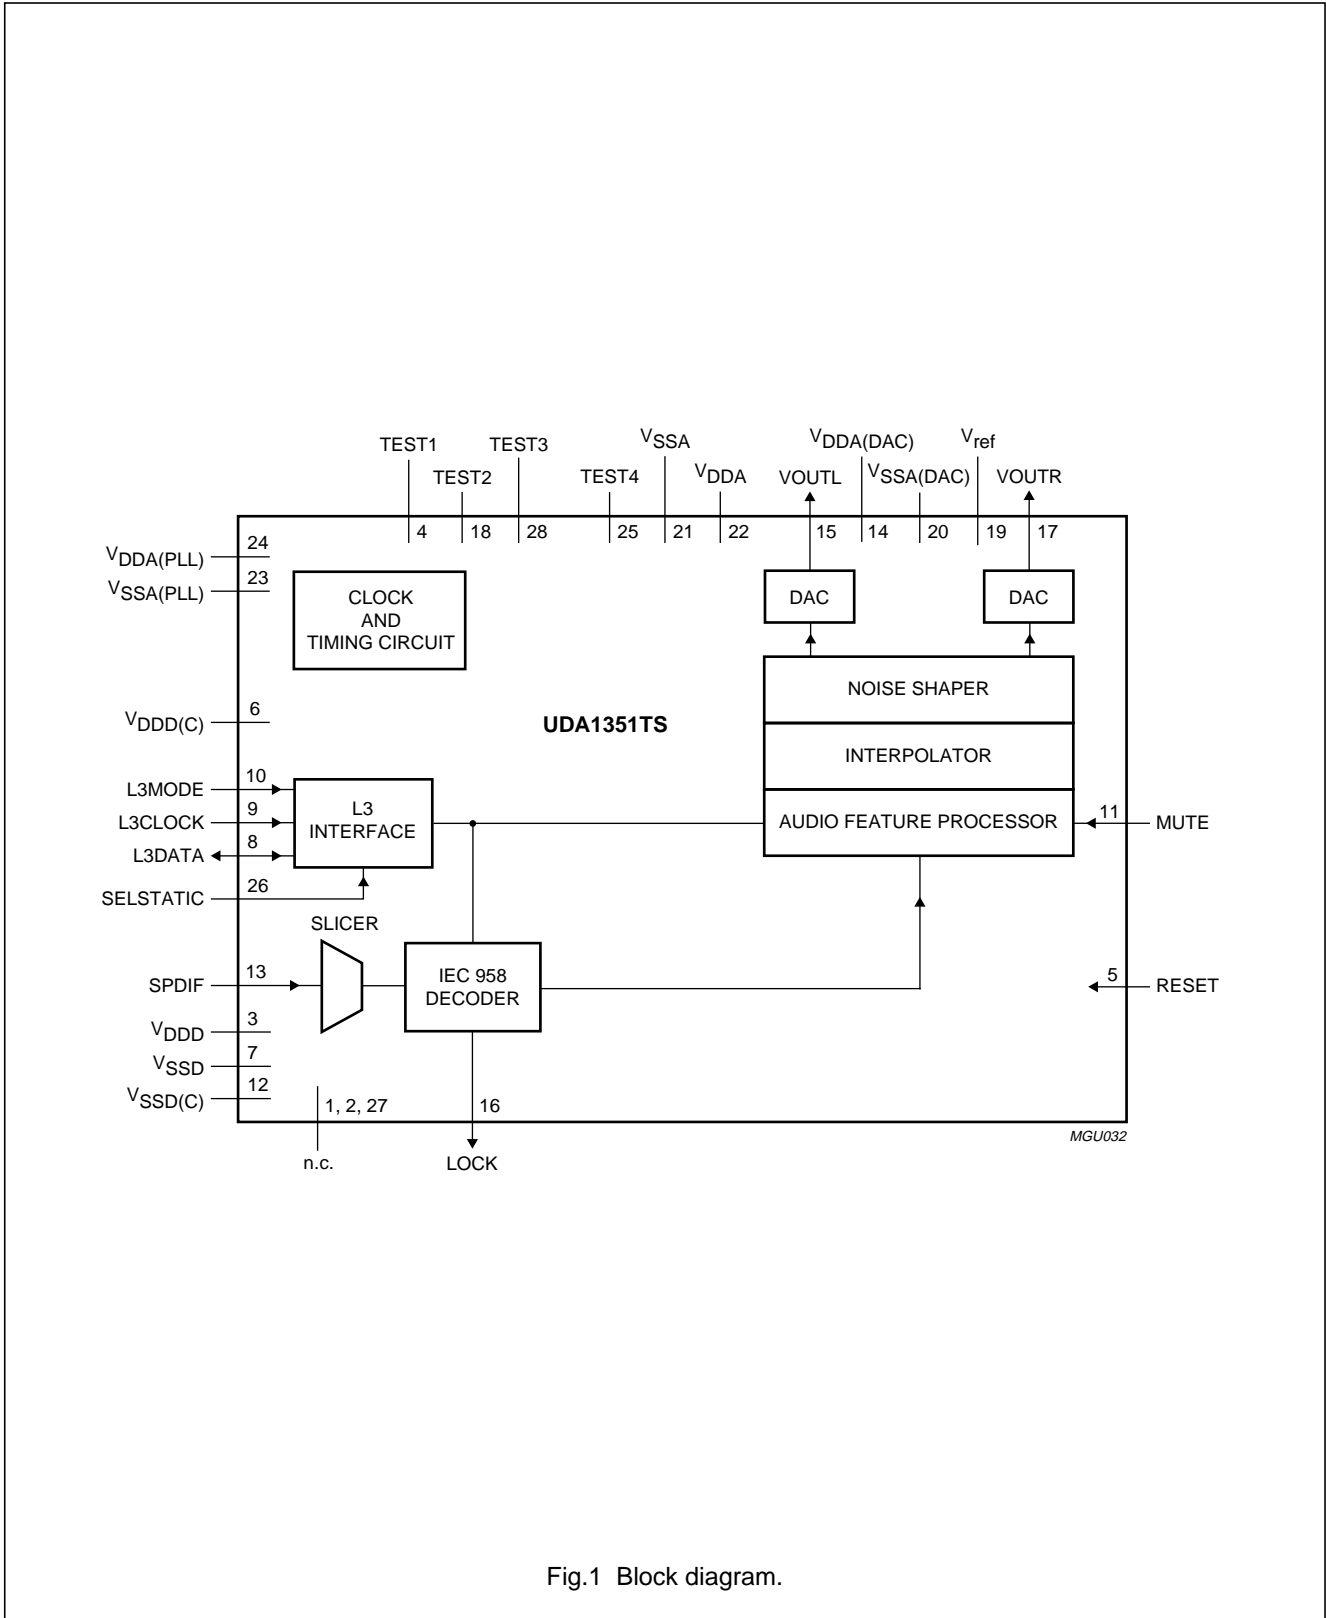 TEST1 TEST3 VSSA VDDA(DAC) Vref
TEST2 TEST4 VDDA VOUTL VSSA(DAC) VOUTR
4 18 28 25 21 22 15 14 20 19 17
VDDA(PLL) 24
VSSA(PLL) 23
CLOCK
AND
TIMING CIRCUIT
DAC DAC
NOISE SHAPER
VDDD(C) 6
UDA1351TS
INTERPOLATOR
L3MODE 10
L3CLOCK 9
L3DATA 8
L3
INTERFACE
AUDIO FEATURE PROCESSOR
11 MUTE
SELSTATIC 26
SLICER
SPDIF 13
IEC 958
DECODER
5 RESET
VDDD 3
VSSD 7
VSSD(C) 12
1, 2, 27
16
n.c.
LOCK
MGU032
Fig.1 Block diagram.